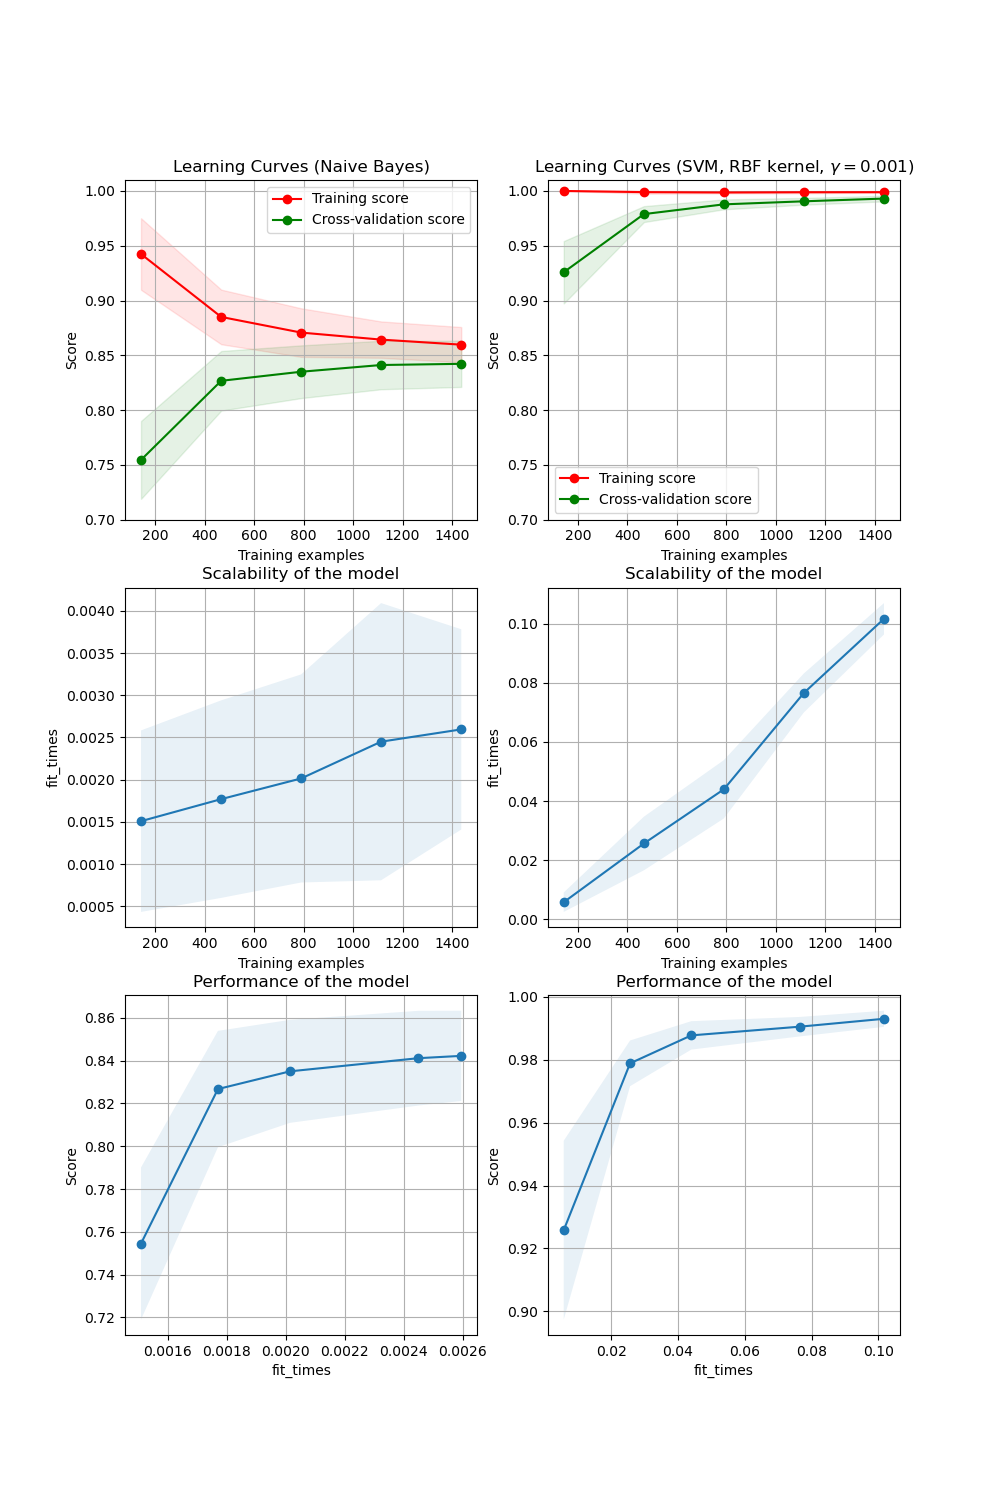 Learning Curves (Naive Bayes)
Score
1.00
0.95
0.90
0.85
0.80
0.75
0.70
Training score
Cross-validation score
200 400 600 800 1000 1200 1400
Training examples
Learning Curves (SVM, RBF kernel, γ = 0.001)
Score
1.00
0.95
0.90
0.85
0.80
0.75
0.70
Training score
Cross-validation score
200 400 600 800 1000 1200 1400
Training examples
Scalability of the model
fit_times
0.0040
0.0035
0.0030
0.0025
0.0020
0.0015
0.0010
0.0005
200 400 600 800 1000 1200 1400
Training examples
Scalability of the model
fit_times
0.10
0.08
0.06
0.04
0.02
0.00
200 400 600 800 1000 1200 1400
Training examples
Performance of the model
Score
0.86
0.84
0.82
0.80
0.78
0.76
0.74
0.72
0.0016 0.0018 0.0020 0.0022 0.0024 0.0026
fit_times
Performance of the model
Score
1.00
0.98
0.96
0.94
0.92
0.90
0.02 0.04 0.06 0.08 0.10
fit_times